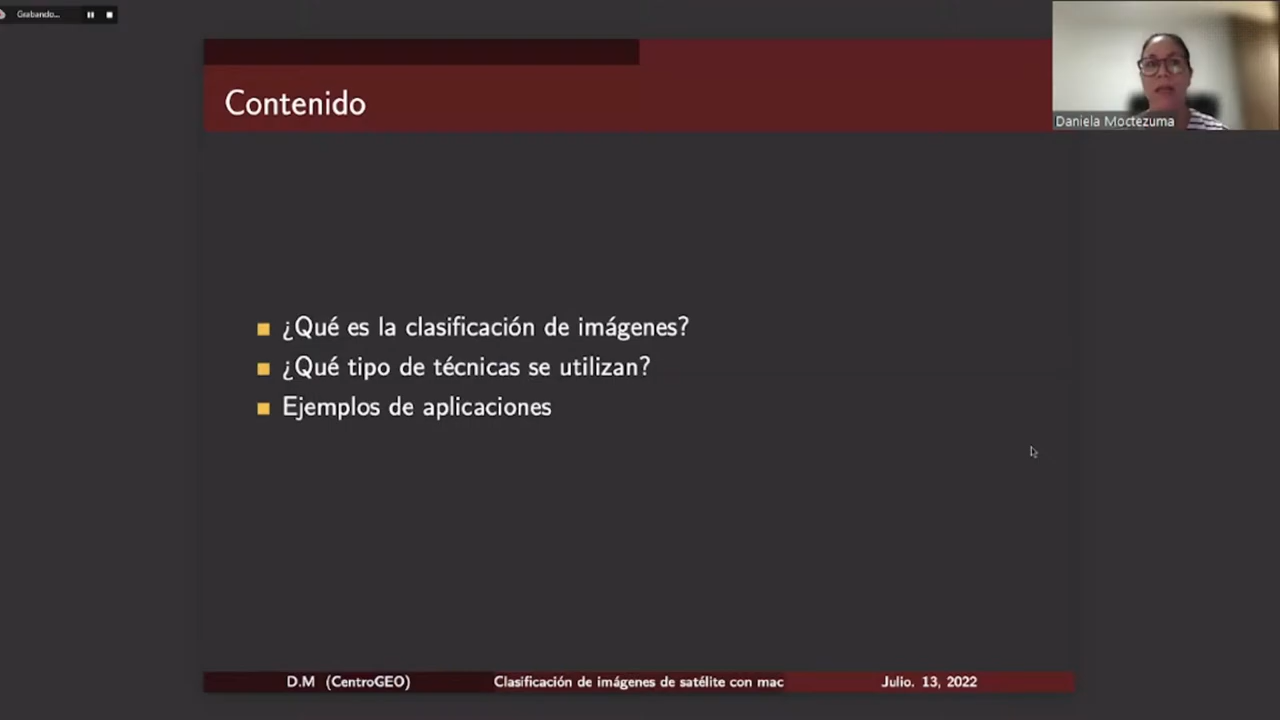 Grabando...
Daniela Moctezuma
Contenido
¿Qué es la clasificación de imágenes?
¿Qué tipo de técnicas se utilizan?
Ejemplos de aplicaciones
D.M (CentroGEO)
Clasificación de imágenes de satélite con mac
Julio. 13, 2022